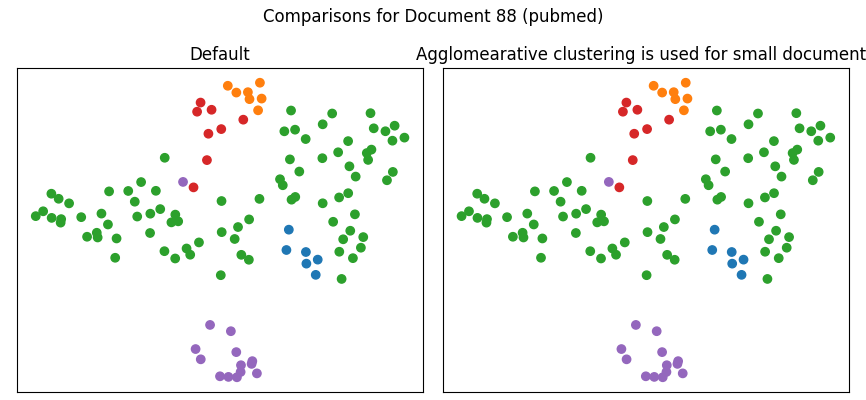 Comparisons for Document 88 (pubmed)
Default
Agglomearative clustering is used for small document